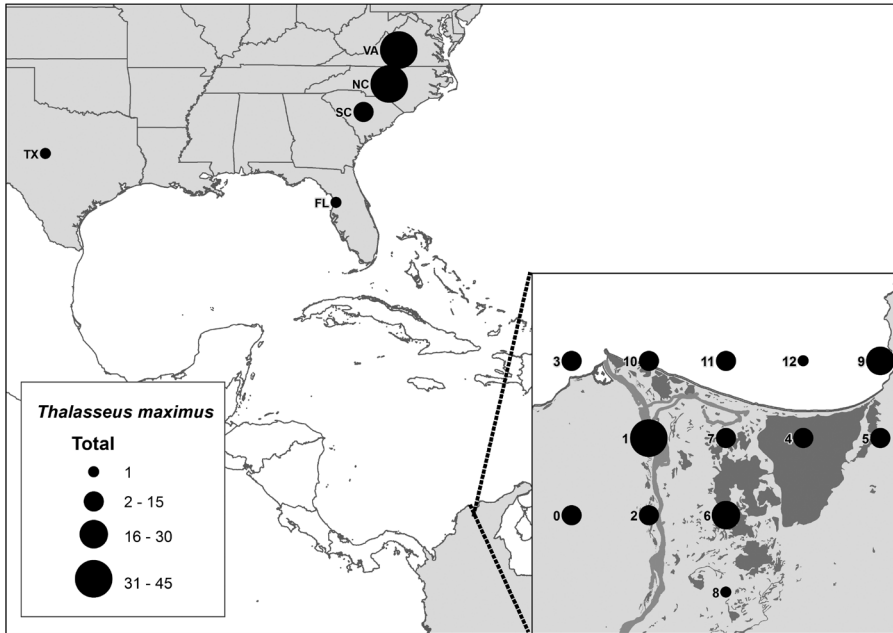 VA
NC
SC
TX
FL
Thalasseus maximus
Total
1
2 - 15
16 - 30
31 - 45
3 10 11 12 9
1 7 4 5
0 2 6
8